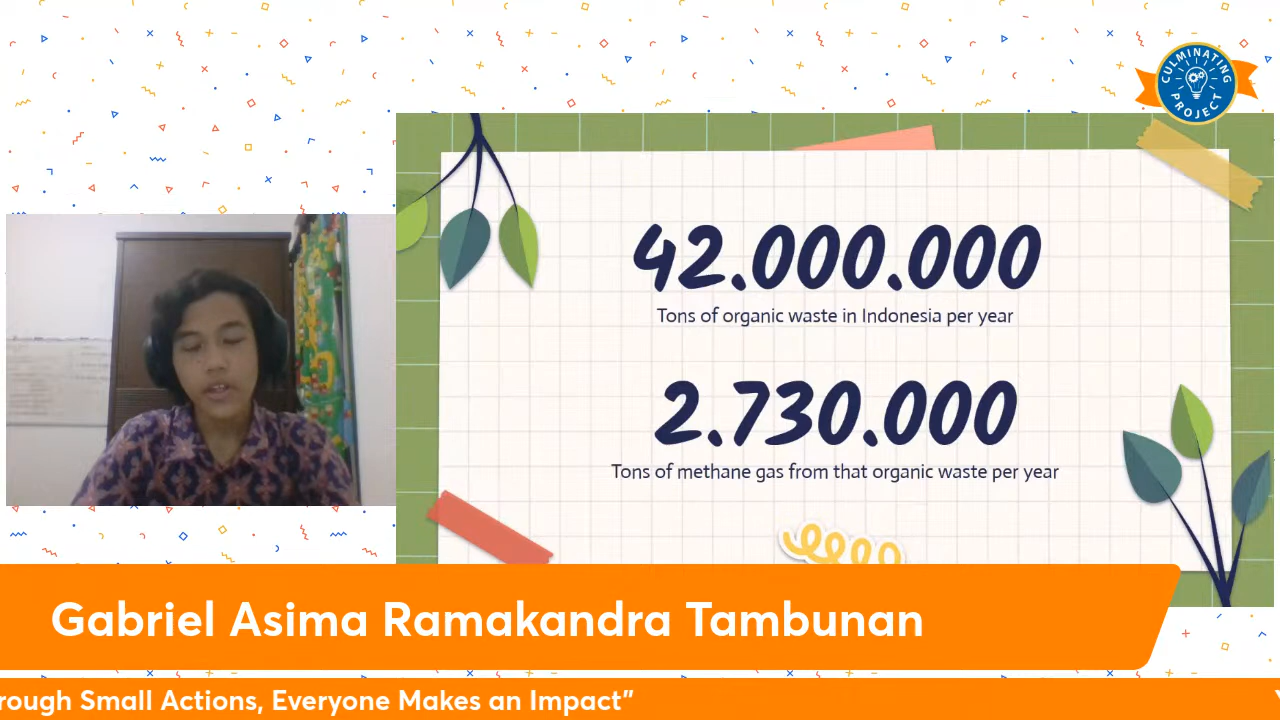 CULMINATING
PROJECT
42.000.000
Tons of organic waste in Indonesia per year
2.730.000
Tons of methane gas from that organic waste per year
Gabriel Asima Ramakandra Tambunan
rough Small Actions, Everyone Makes an Impact”